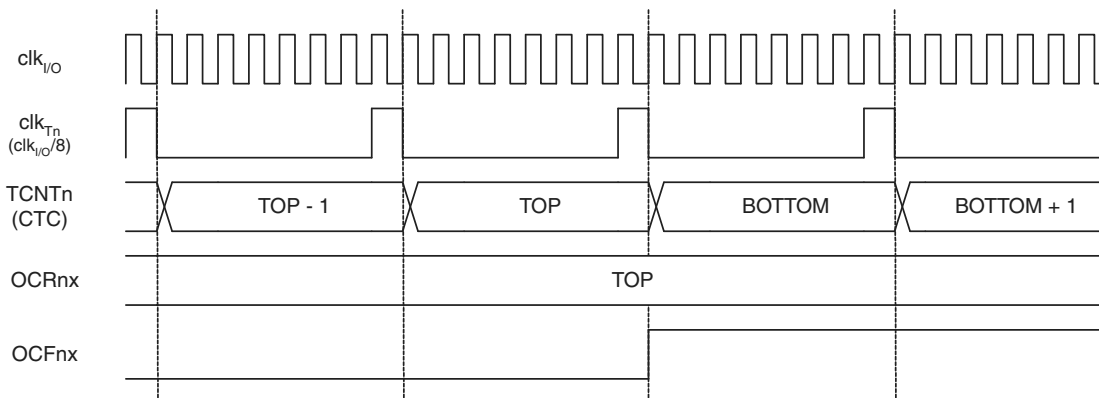 clkI/O
clkTn
(clkI/O/8)
TCNTn
(CTC)
TOP - 1
TOP
BOTTOM
BOTTOM + 1
OCRnx
TOP
OCFnx